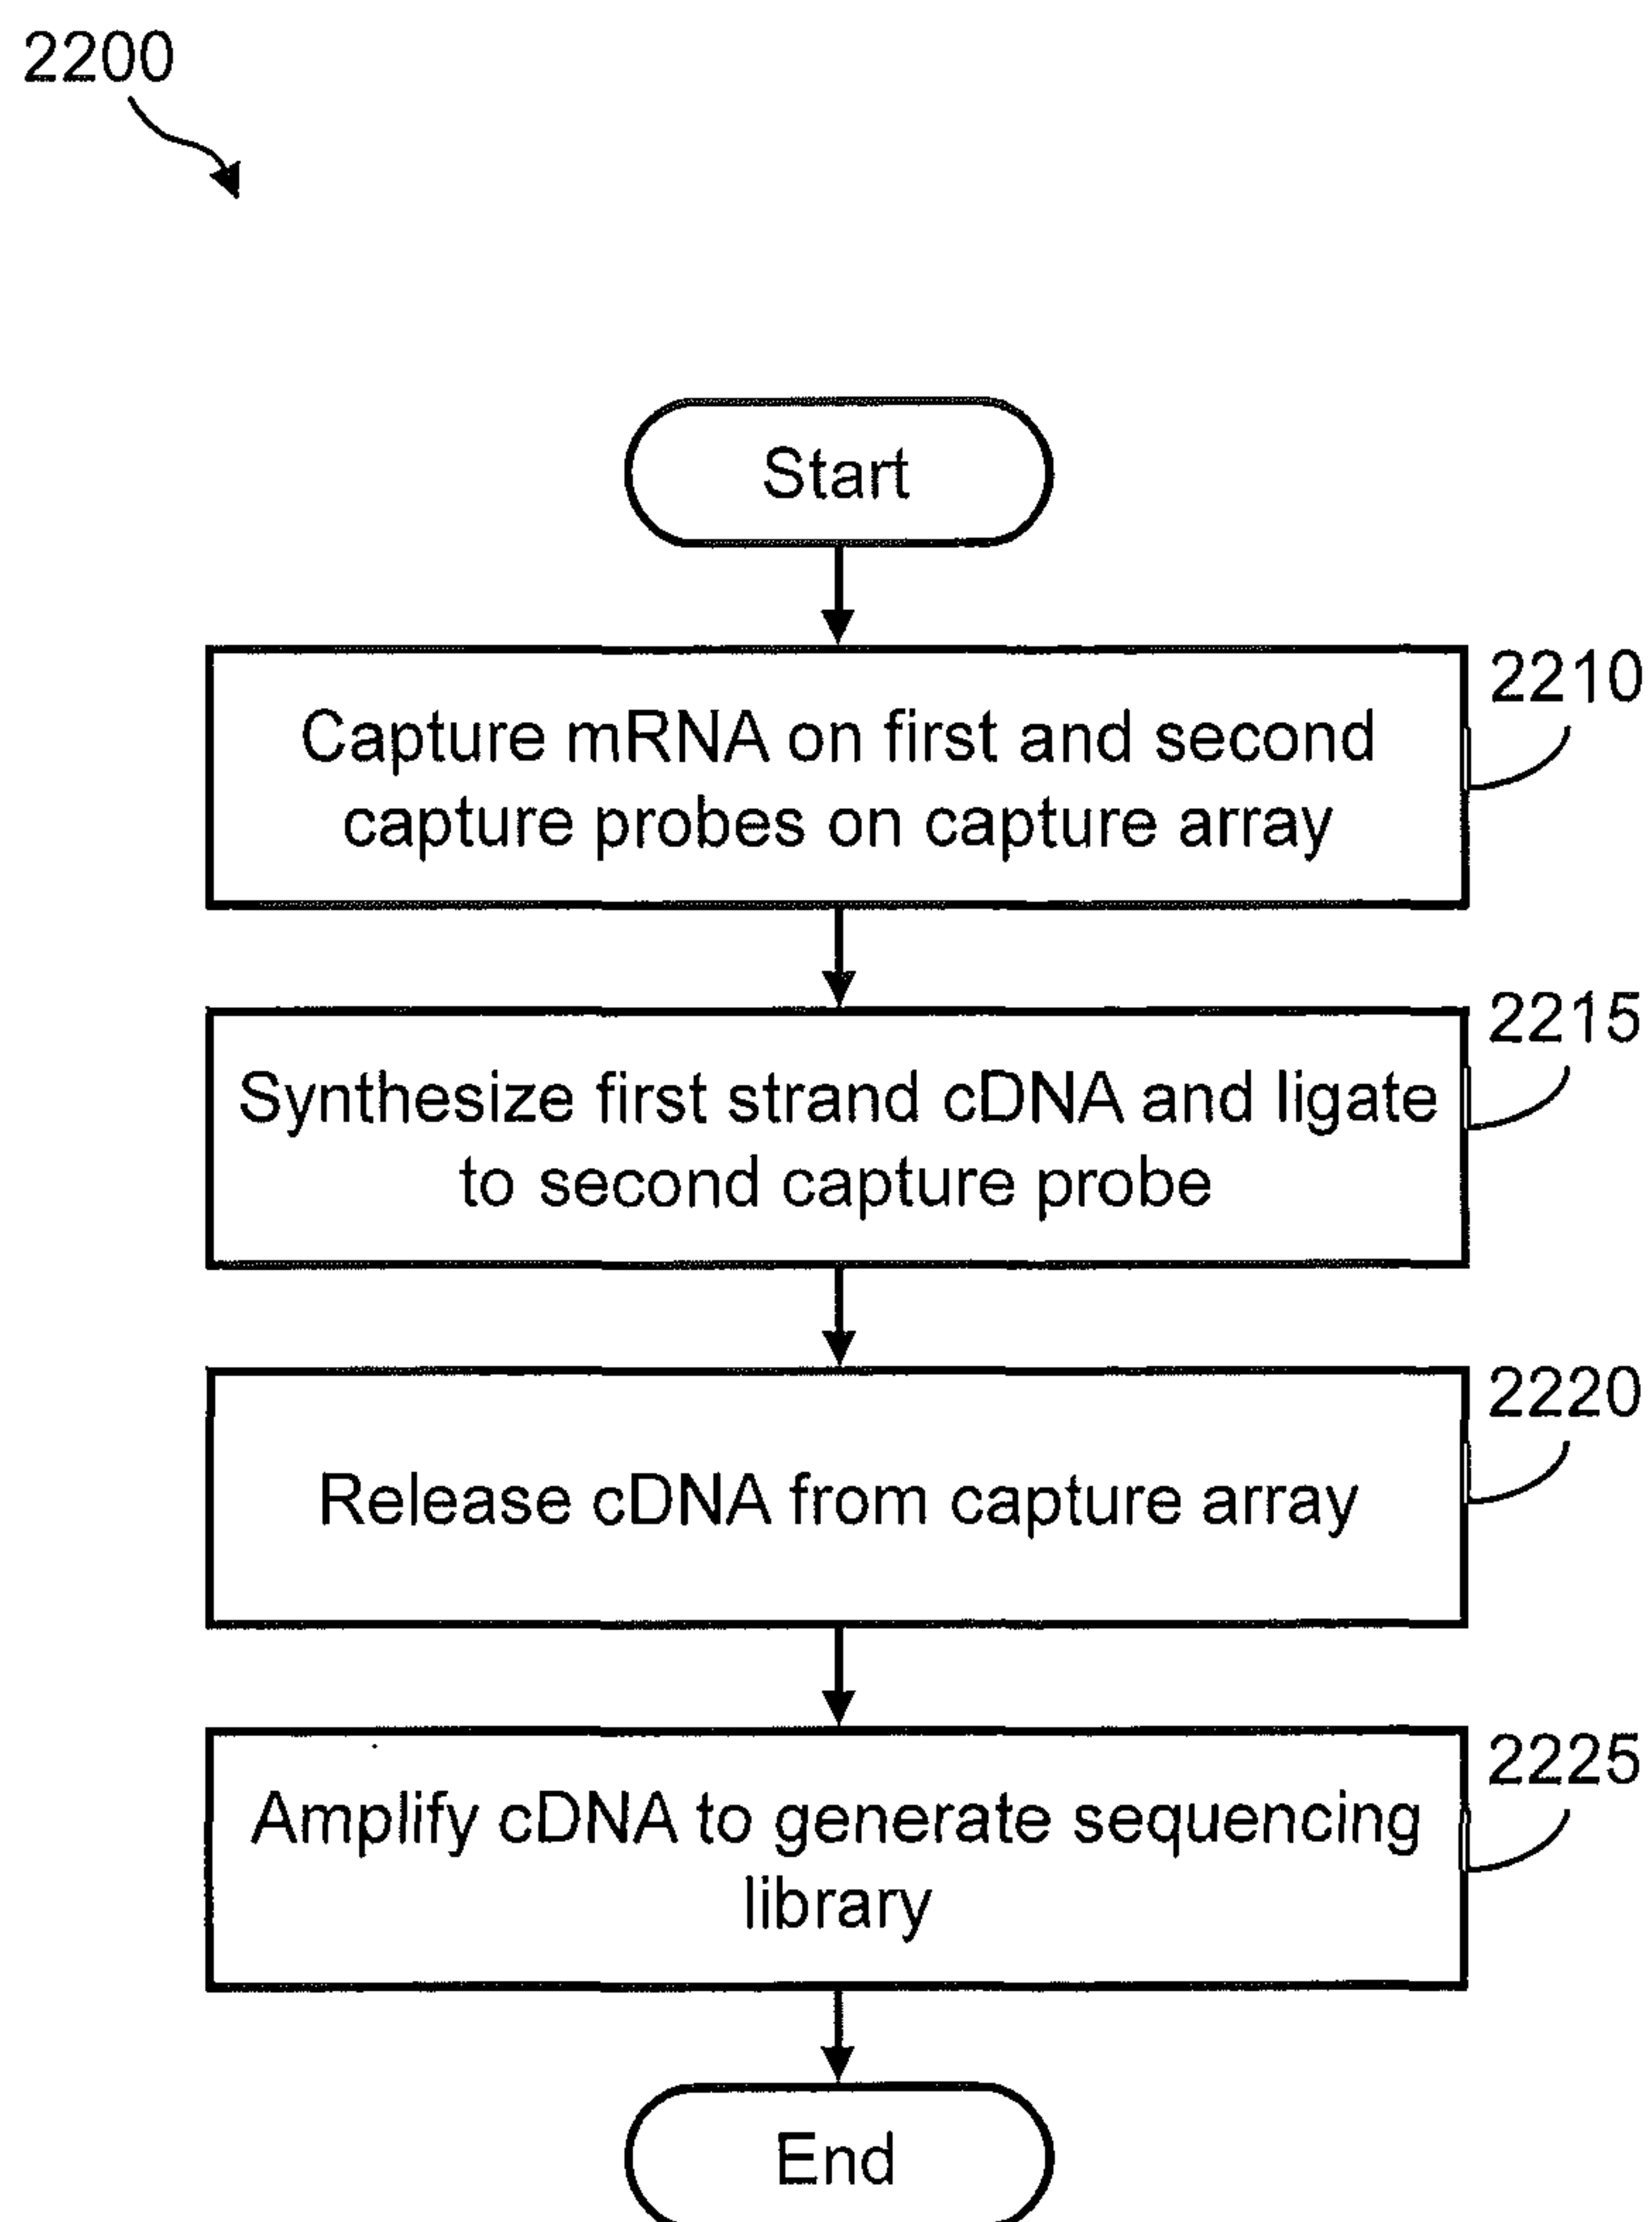 2200
Start
2210
Capture mRNA on first and second
capture probes on capture array
2215
Synthesize first strand cDNA and ligate
to second capture probe
2220
Release cDNA from capture array
2225
Amplify cDNA to generate sequencing
library
End